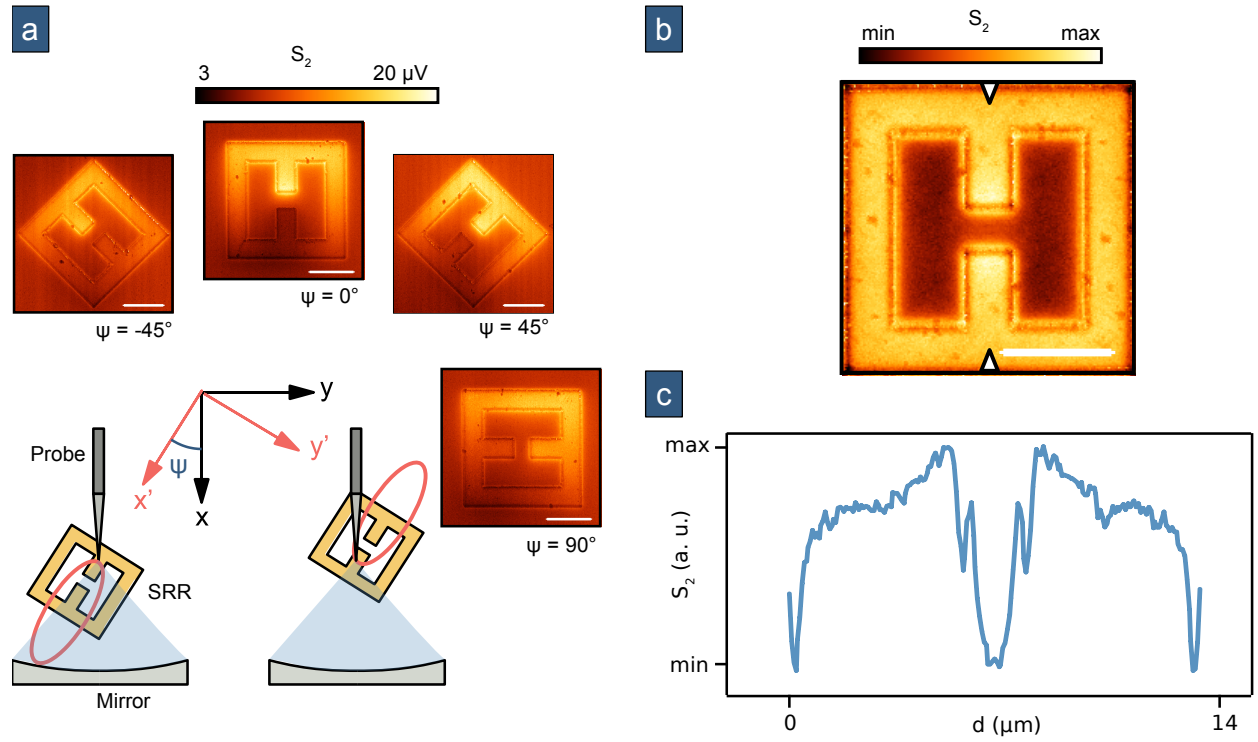 a
S₂
3 20 µV
ψ = -45°
ψ = 0°
ψ = 45°
y
y'
ψ
x'
x
Probe
SRR
Mirror
ψ = 90°
b
S₂
min max
c
max
S₂ (a. u.)
min
0 d (µm) 14